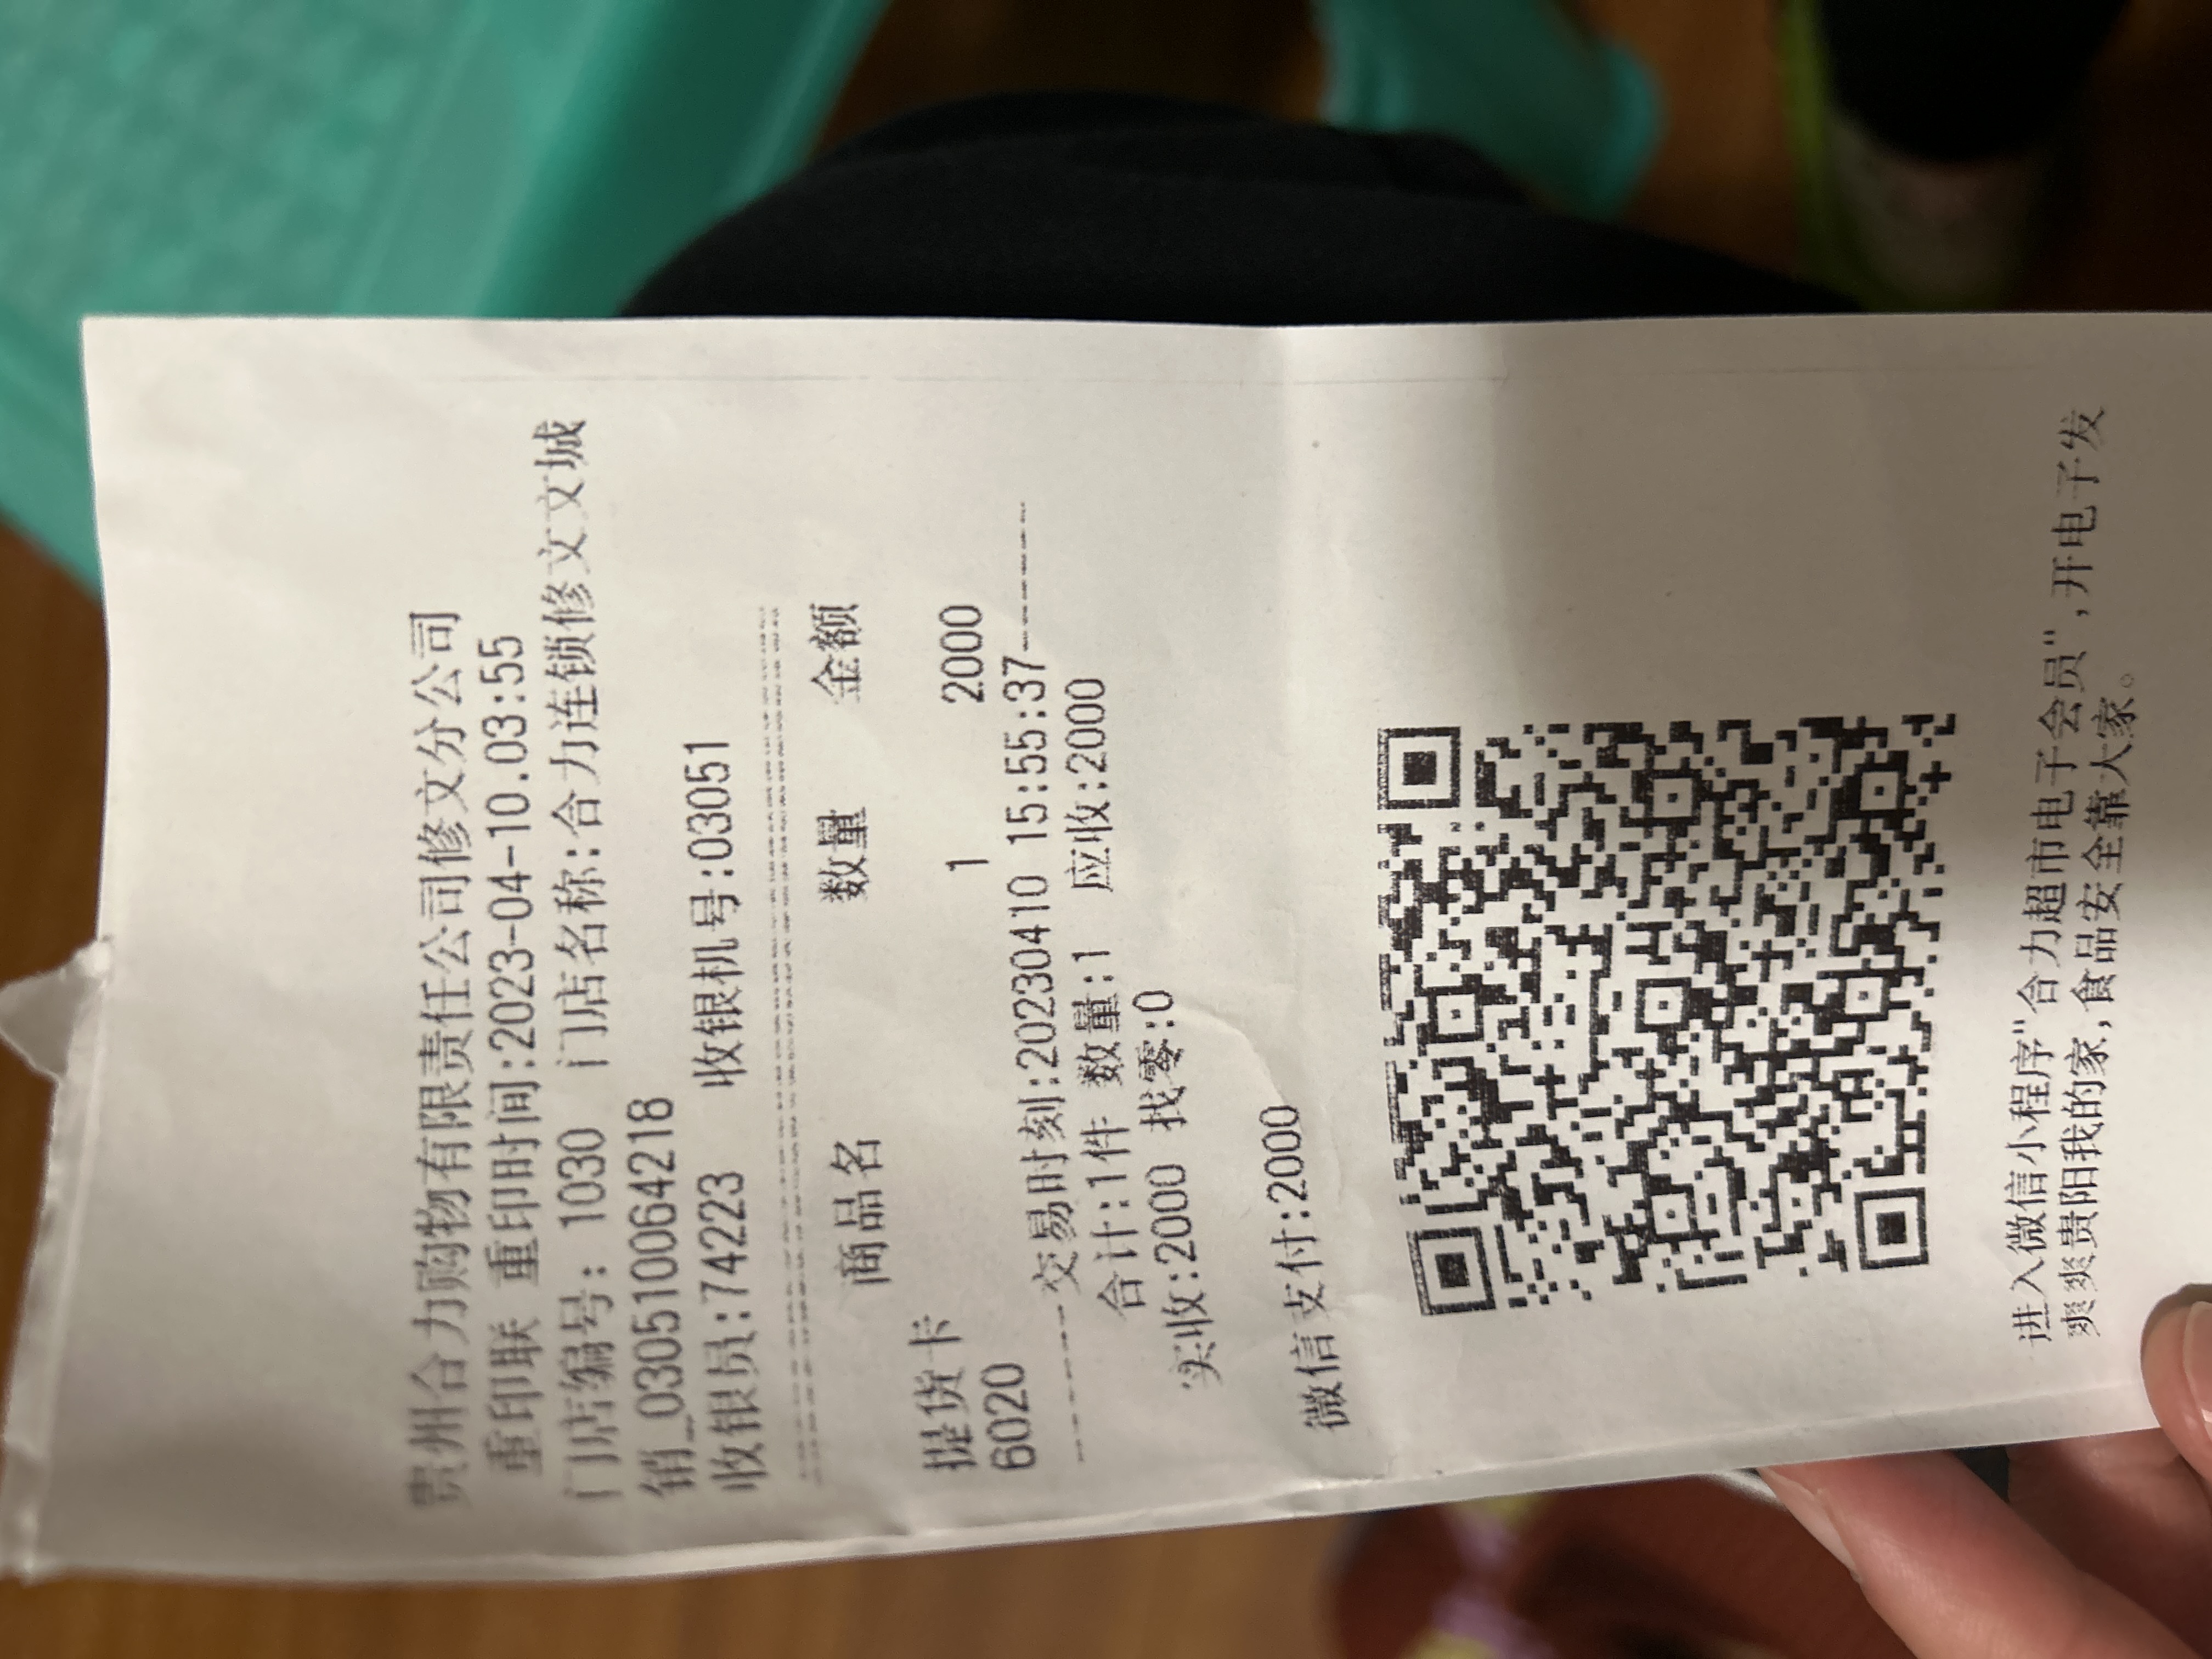 贵州合力购物有限责任公司修文分公司
重印联 重印时间:2023-04-10.03:55
门店编号: 1030 门店名称:合力连锁修文文城
销_0305100642​18
收银员:74223 收银机号:03051
商品名 数量 金额
提货卡
6020 1 2000
-----交易时刻:20230410 15:55:37------
合计:1件 数量:1 应收:2000
实收:2000 找零:0
微信支付:2000
进入微信小程序"合力超市电子会员",开电子发
爽爽贵阳我的家,食品安全靠大家。